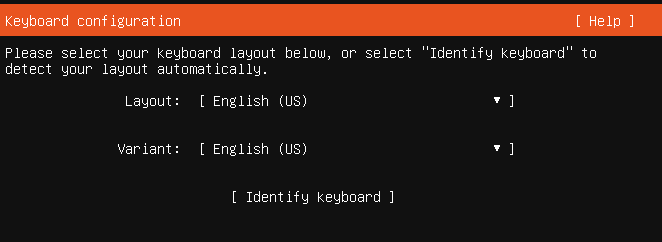 Keyboard configuration [ Help ]
Please select your keyboard layout below, or select "Identify keyboard" to
detect your layout automatically.
Layout: [ English (US) ▾ ]
Variant: [ English (US) ▾ ]
[ Identify keyboard ]